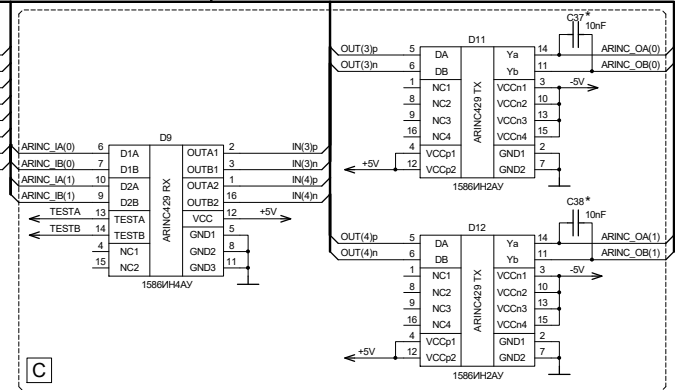 C37*
10nF
D11
OUT(3)p 5 DA Ya 14 ARINC_OA(0)
OUT(3)n 6 DB Yb 11 ARINC_OB(0)
1 NC1 VCCn1 3 -5V
8 NC2 VCCn2 10
9 NC3 VCCn3 13
16 NC4 VCCn4 15
4 VCCp1 GND1 2
+5V 12 VCCp2 GND2 7
ARINC429 TX
1586ИН2АУ
D9
ARINC_IA(0) 6 D1A OUTA1 2 IN(3)p
ARINC_IB(0) 7 D1B OUTB1 3 IN(3)n
ARINC_IA(1) 10 D2A OUTA2 1 IN(4)p
ARINC_IB(1) 9 D2B OUTB2 16 IN(4)n
TESTA 13 TESTA VCC 12 +5V
TESTB 14 TESTB GND1 5
4 NC1 GND2 8
15 NC2 GND3 11
ARINC429 RX
1586ИН4АУ
C38*
10nF
D12
OUT(4)p 5 DA Ya 14 ARINC_OA(1)
OUT(4)n 6 DB Yb 11 ARINC_OB(1)
1 NC1 VCCn1 3 -5V
8 NC2 VCCn2 10
9 NC3 VCCn3 13
16 NC4 VCCn4 15
4 VCCp1 GND1 2
+5V 12 VCCp2 GND2 7
ARINC429 TX
1586ИН2АУ
C